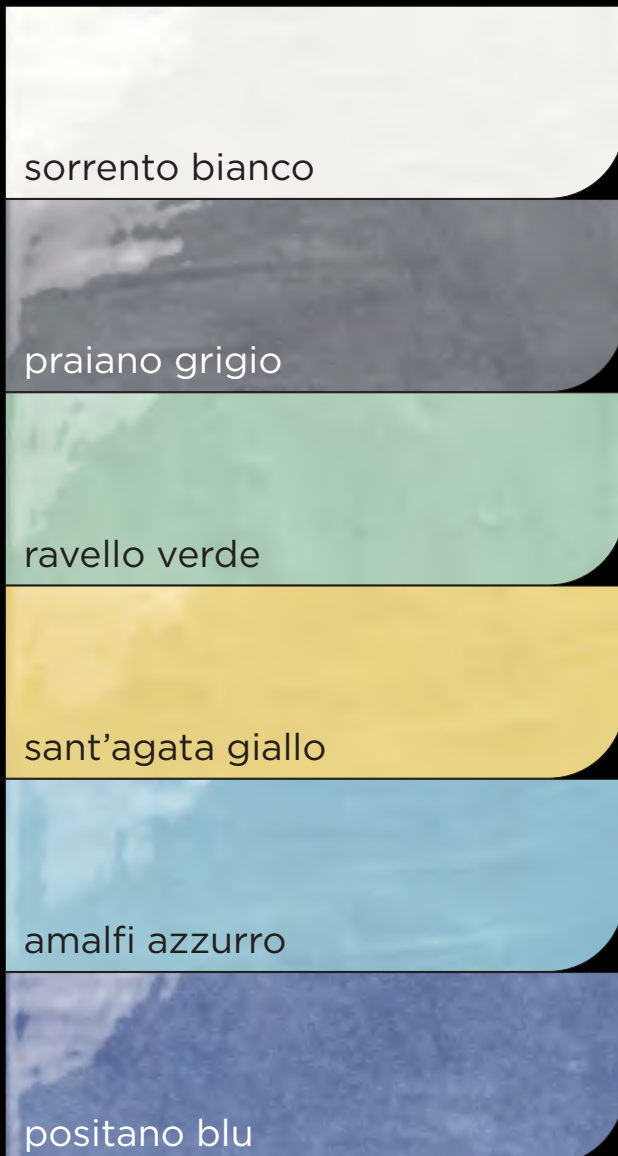 sorrento bianco
praiano grigio
ravello verde
sant’agata giallo
amalfi azzurro
positano blu